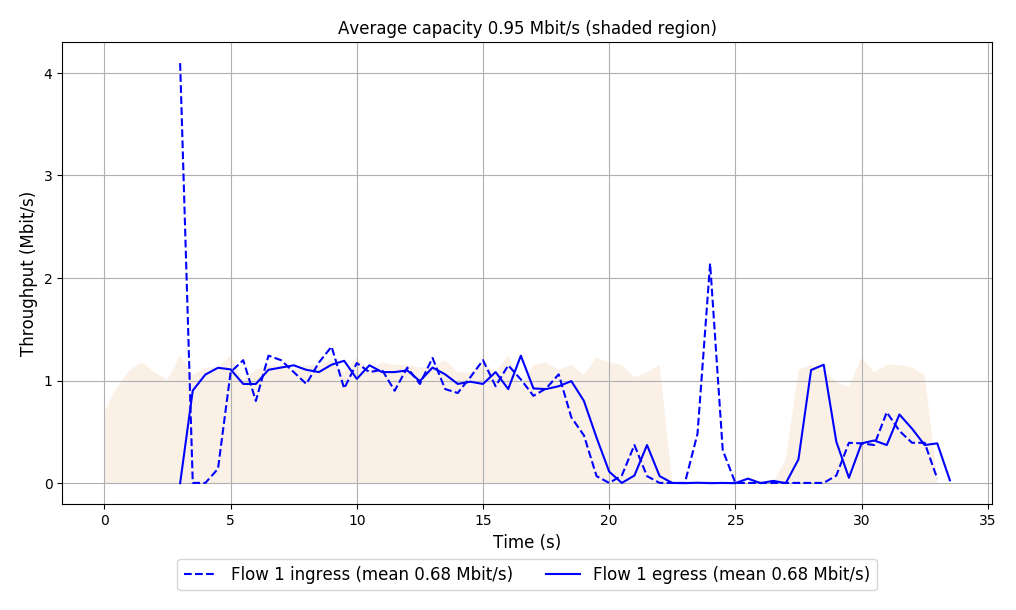 Average capacity 0.95 Mbit/s (shaded region)
Throughput (Mbit/s)
4
3
2
1
0
0 5 10 15 20 25 30 35
Time (s)
Flow 1 ingress (mean 0.68 Mbit/s) Flow 1 egress (mean 0.68 Mbit/s)